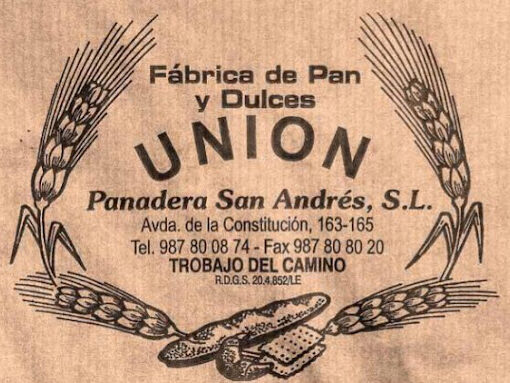 Fábrica de Pan
y Dulces
UNION
Panadera San Andrés, S.L.
Avda. de la Constitución, 163-165
Tel. 987 80 08 74 - Fax 987 80 80 20
TROBAJO DEL CAMINO
R.D.G.S. 20.4.852/LE